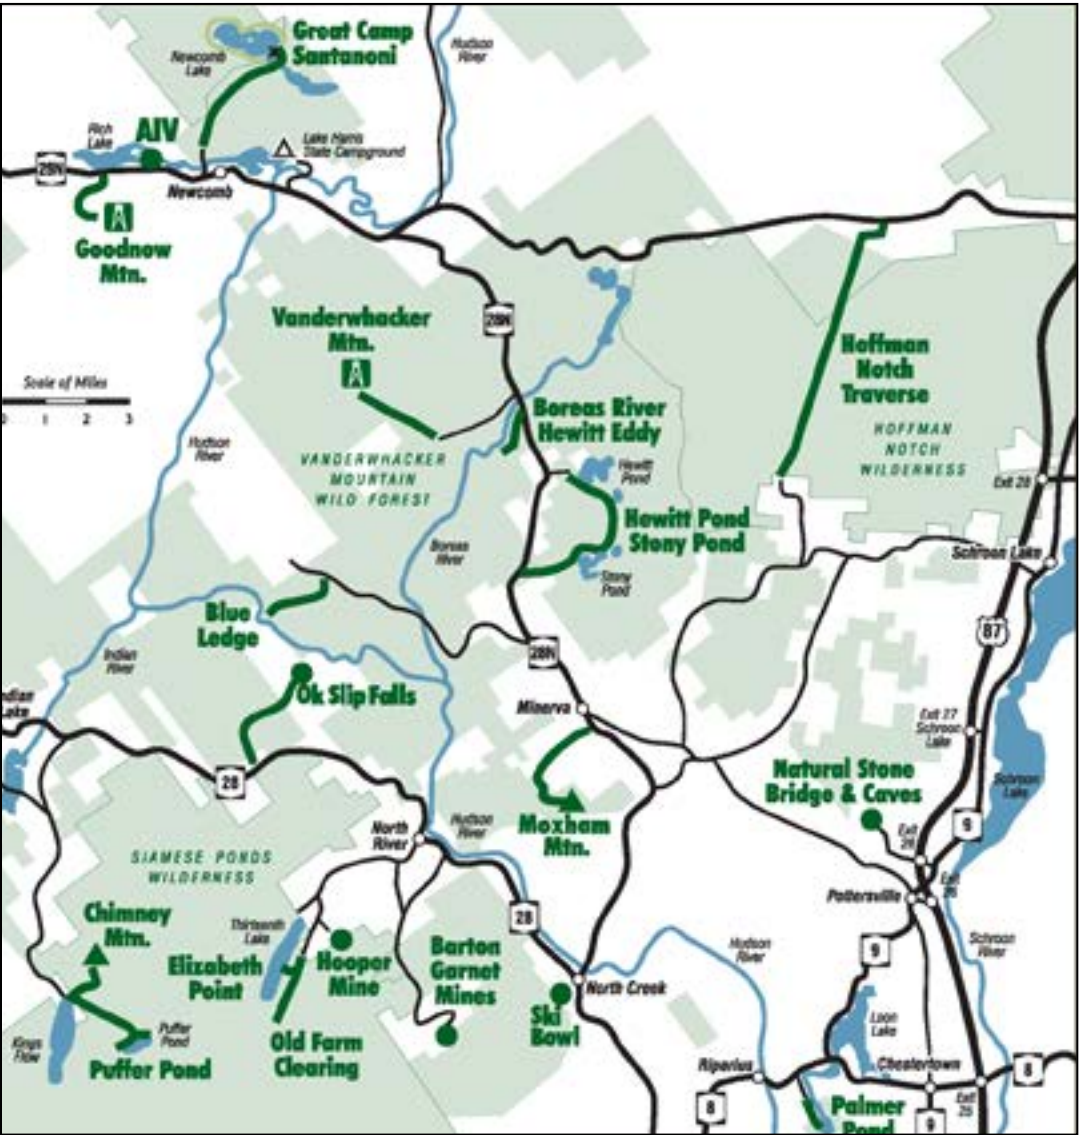 Great Camp
Santanoni
Hudson
River
Newcomb
Lake
Rich
Lake
AIV
Lake Harris
State Campground
28N
Newcomb
Goodnow
Mtn.
Vanderwhacker
Mtn.
28N
Hoffman
Notch
Traverse
Scale of Miles
0 1 2 3
Boreas River
Hewitt Eddy
HOFFMAN
NOTCH
WILDERNESS
Hudson
River
VANDERWHACKER
MOUNTAIN
WILD FOREST
Hewitt
Pond
Exit 28
Hewitt Pond
Stony Pond
Boreas
River
Schroon Lake
Stony
Pond
Blue
Ledge
87
28N
Indian
River
Ok Slip Falls
Indian
Lake
Minerva
Exit 27
Schroon
Lake
28
Natural Stone
Bridge & Caves
Schroon
Lake
Moxham
Mtn.
North
River
Hudson
River
9
Exit
26
SIAMESE PONDS
WILDERNESS
Pottersville
Chimney
Mtn.
28
Thirteenth
Lake
Elizabeth
Point
Hooper
Mine
Barton
Garnet
Mines
Hudson
River
9
Schroon
River
North Creek
Ski
Bowl
Loon
Lake
Kings
Flow
Puffer
Pond
Puffer Pond
Old Farm
Clearing
Riparius
Chestertown
8
Exit
25
8
Palmer
Pond
9